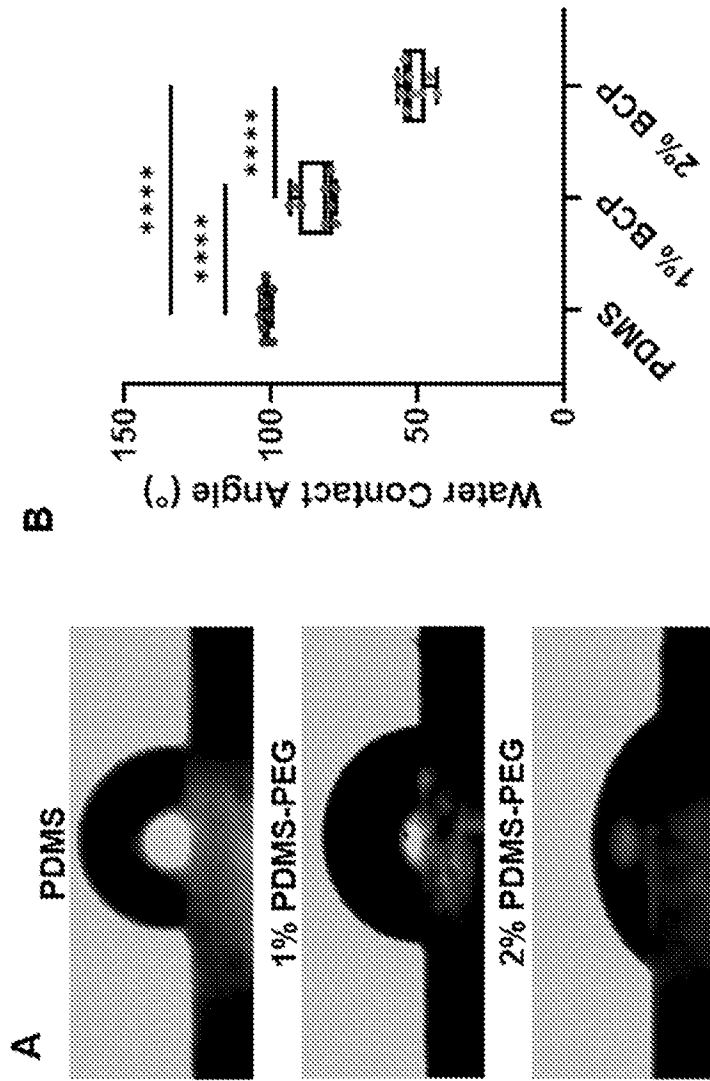 A
PDMS
1% PDMS-PEG
2% PDMS-PEG
B
Water Contact Angle (°)
150
100
50
0
****
****
****
PDMS
1% BCP
2% BCP